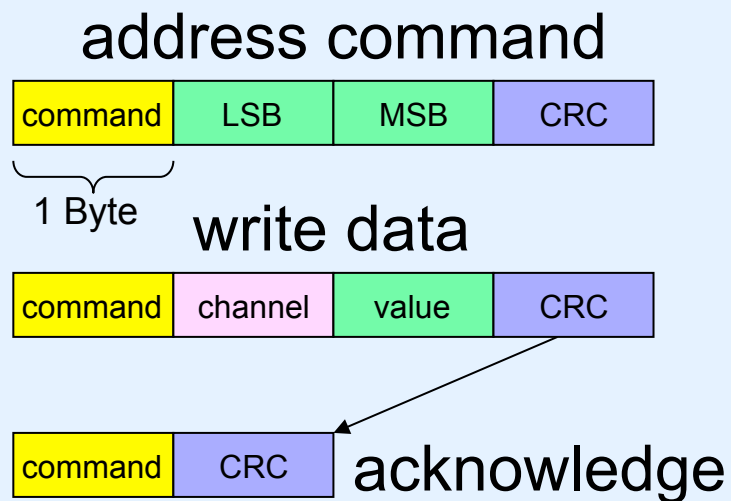 address command
command LSB MSB CRC
1 Byte
write data
command channel value CRC
command CRC acknowledge